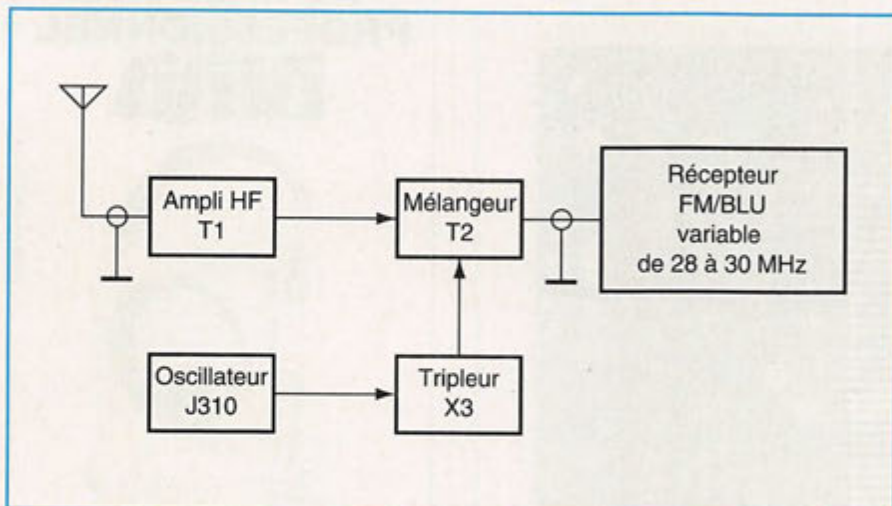 Ampli HF
T1
Mélangeur
T2
Récepteur
FM/BLU
variable
de 28 à 30 MHz
Oscillateur
J310
Tripleur
X3